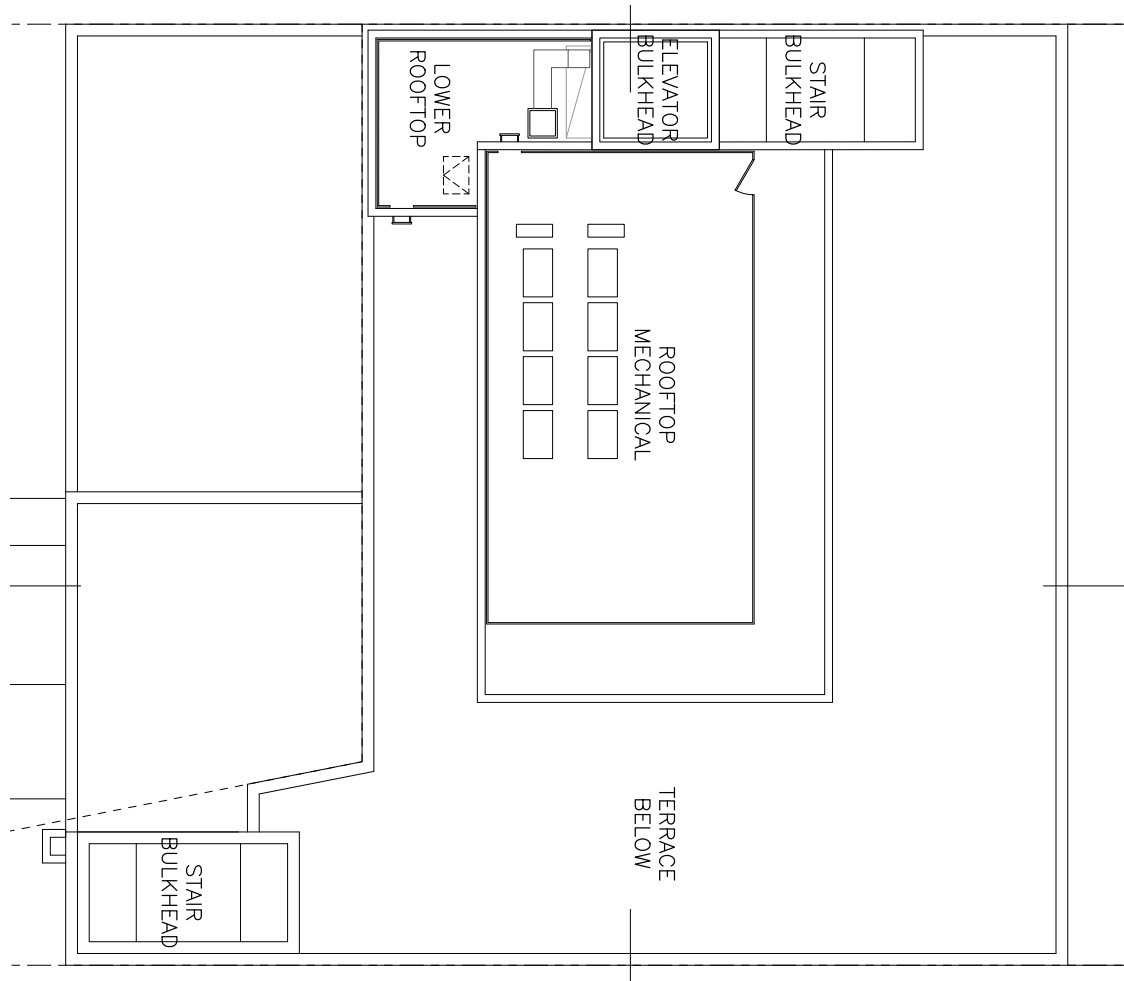 LOWER
ROOFTOP
ELEVATOR
BULKHEAD
STAIR
BULKHEAD
ROOFTOP
MECHANICAL
TERRACE
BELOW
STAIR
BULKHEAD